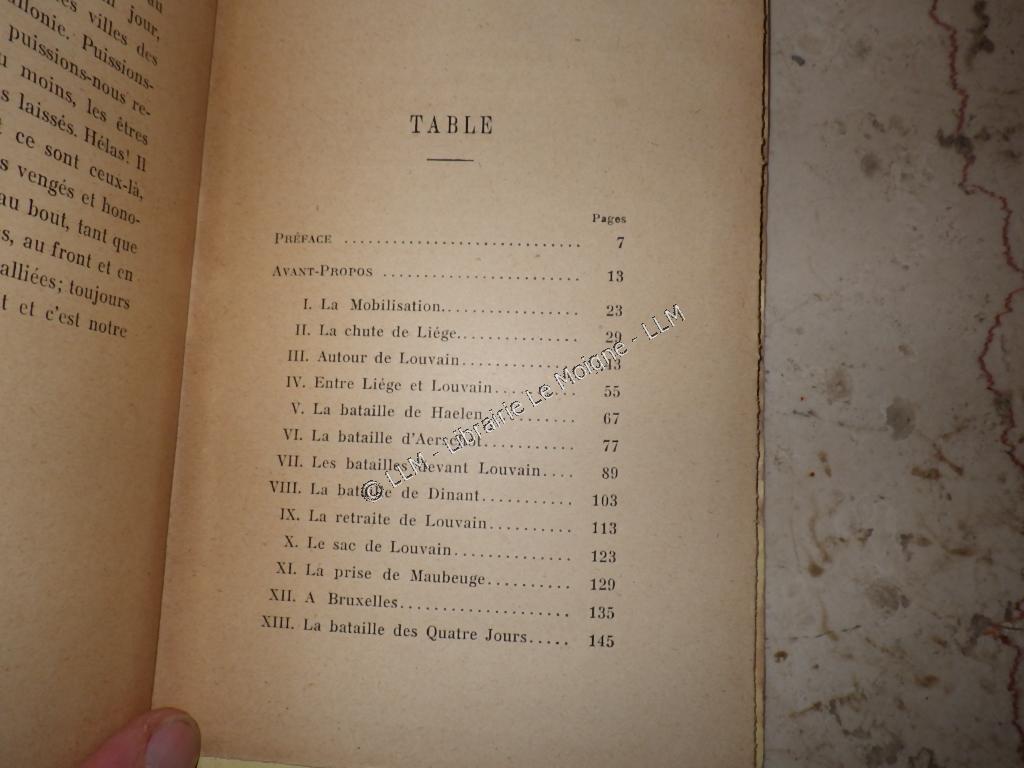 au
n jour,
es villes des
allonie. Puissions-
puissions-nous re-
u moins, les êtres
s laissés. Hélas! Il
t ce sont ceux-là,
s vengés et hono-
au bout, tant que
s, au front et en
alliées; toujours
t et c'est notre
TABLE
Pages
PRÉFACE ............................ 7
AVANT-PROPOS ........................ 13
I. La Mobilisation................. 23
II. La chute de Liége............... 29
III. Autour de Louvain.............. 43
IV. Entre Liége et Louvain.......... 55
V. La bataille de Haelen............ 67
VI. La bataille d'Aerschot........... 77
VII. Les batailles devant Louvain.... 89
VIII. La bataille de Dinant........... 103
IX. La retraite de Louvain.......... 113
X. Le sac de Louvain.............. 123
XI. La prise de Maubeuge.......... 129
XII. A Bruxelles.................... 135
XIII. La bataille des Quatre Jours..... 145
© LLM - Librairie Le Moigne - LLM